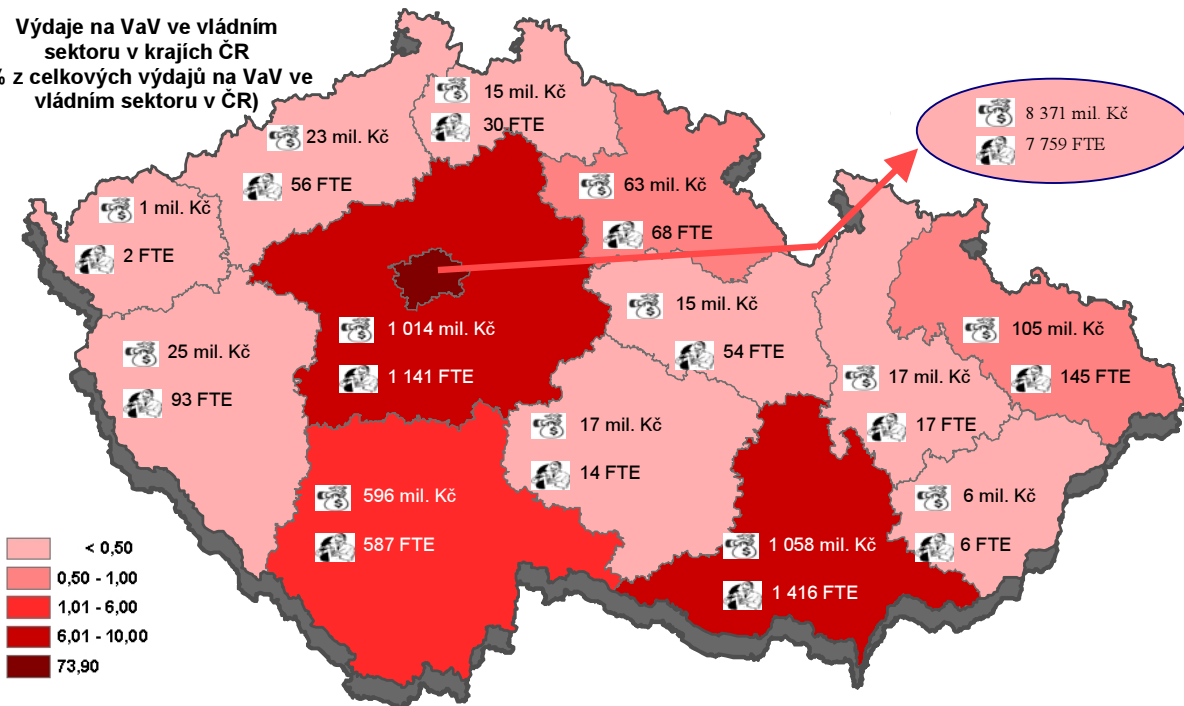 Výdaje na VaV ve vládním
sektoru v krajích ČR
% z celkových výdajů na VaV ve
vládním sektoru v ČR)
15 mil. Kč
30 FTE
8 371 mil. Kč
7 759 FTE
23 mil. Kč
56 FTE
63 mil. Kč
68 FTE
1 mil. Kč
2 FTE
15 mil. Kč
54 FTE
1 014 mil. Kč
1 141 FTE
105 mil. Kč
145 FTE
25 mil. Kč
93 FTE
17 mil. Kč
17 FTE
17 mil. Kč
14 FTE
596 mil. Kč
587 FTE
6 mil. Kč
6 FTE
1 058 mil. Kč
1 416 FTE
< 0,50
0,50 - 1,00
1,01 - 6,00
6,01 - 10,00
73,90